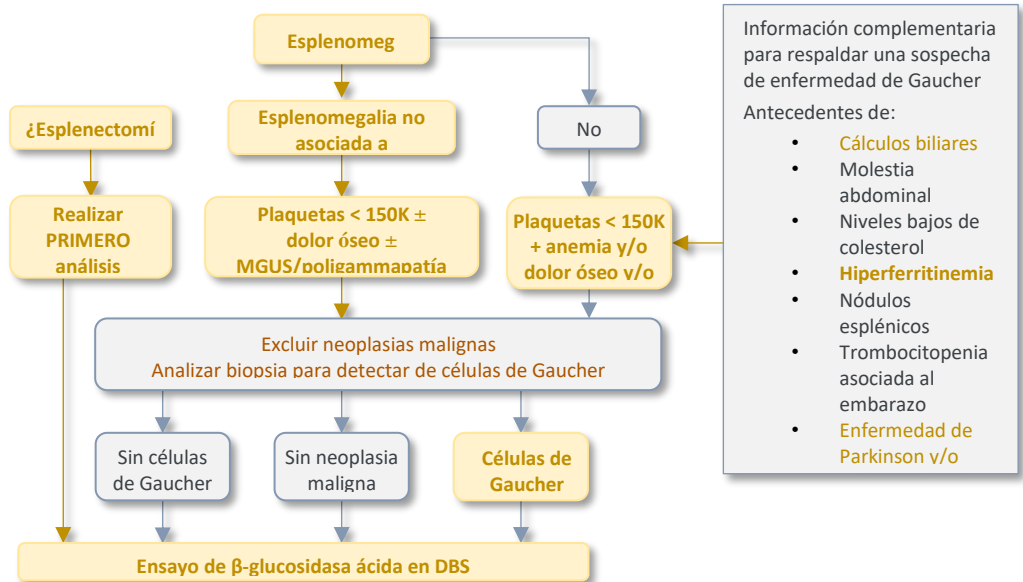 Esplenomeg
¿Esplenectomí
Esplenomegalia no
asociada a
No
Realizar
PRIMERO
análisis
Plaquetas < 150K ±
dolor óseo ±
MGUS/poligammapatía
Plaquetas < 150K
+ anemia y/o
dolor óseo y/o
Excluir neoplasias malignas
Analizar biopsia para detectar de células de Gaucher
Sin células
de Gaucher
Sin neoplasia
maligna
Células de
Gaucher
Ensayo de β-glucosidasa ácida en DBS
Información complementaria
para respaldar una sospecha
de enfermedad de Gaucher
Antecedentes de:
• Cálculos biliares
• Molestia
abdominal
• Niveles bajos de
colesterol
• Hiperferritinemia
• Nódulos
esplénicos
• Trombocitopenia
asociada al
embarazo
• Enfermedad de
Parkinson y/o